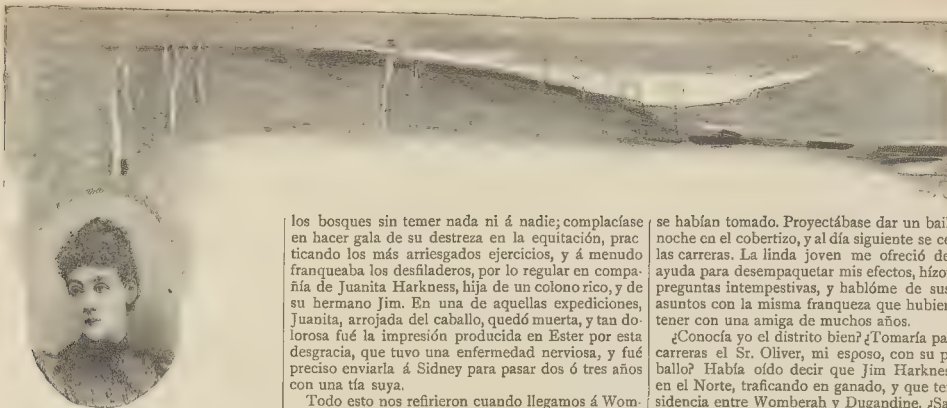 los bosques sin temer nada ni á nadie; complacíase
en hacer gala de su destreza en la equitación, prac
ticando los más arriesgados ejercicios, y á menudo
franqueaba los desfiladeros, por lo regular en compa-
ñía de Juanita Harkness, hija de un colono rico, y de
su hermano Jim. En una de aquellas expediciones,
Juanita, arrojada del caballo, quedó muerta, y tan do-
lorosa fué la impresión producida en Ester por esta
desgracia, que tuvo una enfermedad nerviosa, y fué
preciso enviarla á Sidney para pasar dos ó tres años
con una tía suya.
Todo esto nos refirieron cuando llegamos á Wom-
se habían tomado. Proyectábase dar un bail
noche en el cobertizo, y al día siguiente se ce
las carreras. La linda joven me ofreció de
ayuda para desempaquetar mis efectos, hízo
preguntas intempestivas, y hablóme de sus
asuntos con la misma franqueza que hubier
tener con una amiga de muchos años.
¿Conocía yo el distrito bien? ¿Tomaría pa
carreras el Sr. Oliver, mi esposo, con su p
ballo? Había oído decir que Jim Harknes
en el Norte, traficando en ganado, y que te
sidencia entre Womberah y Dugandine. ¿Sa